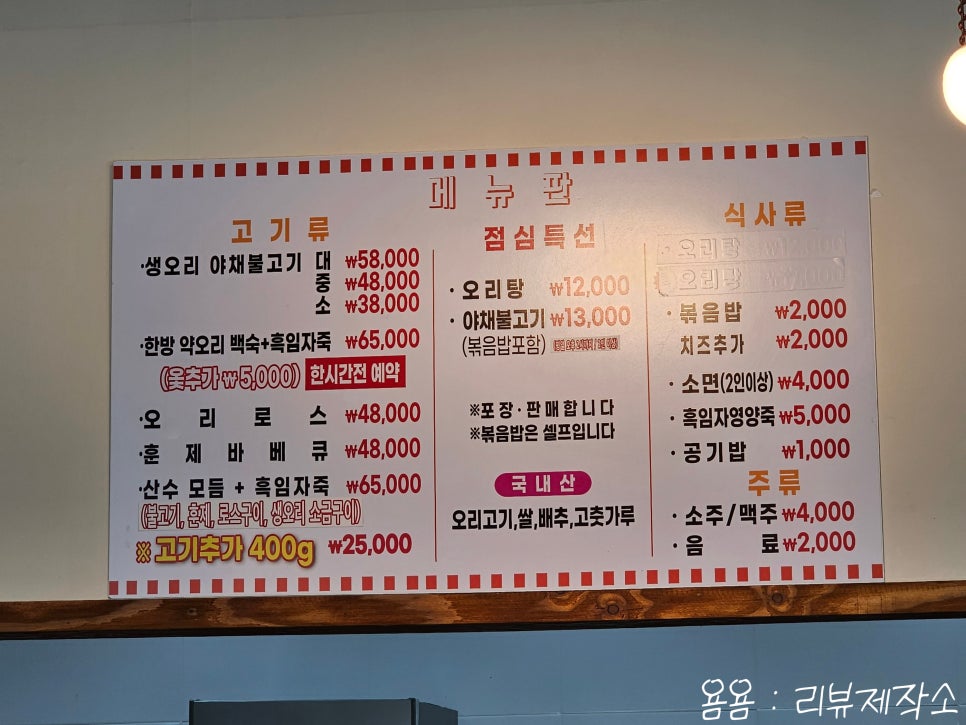 메뉴판
고기류
·생오리 야채불고기 대 ₩58,000
중 ₩48,000
소 ₩38,000
·한방 약오리 백숙+흑임자죽 ₩65,000
(옻추가 ₩5,000) 한시간전 예약
·오리로스 ₩48,000
·훈제바베큐 ₩48,000
·산수 모듬 + 흑임자죽 ₩65,000
(불고기, 훈제, 로스구이, 생오리 소금구이)
※고기추가 400g ₩25,000
점심특선
·오리탕 ₩12,000
·야채불고기 ₩13,000
(볶음밥포함)
※포장·판매합니다
※볶음밥은 셀프입니다
국내산
오리고기,쌀,배추,고춧가루
식사류
·오리탕 ₩12,000
오리탕
·볶음밥 ₩2,000
치즈추가 ₩2,000
·소면(2인이상) ₩4,000
·흑임자영양죽 ₩5,000
·공기밥 ₩1,000
주류
·소주/맥주 ₩4,000
·음료 ₩2,000
용용 : 리뷰제작소